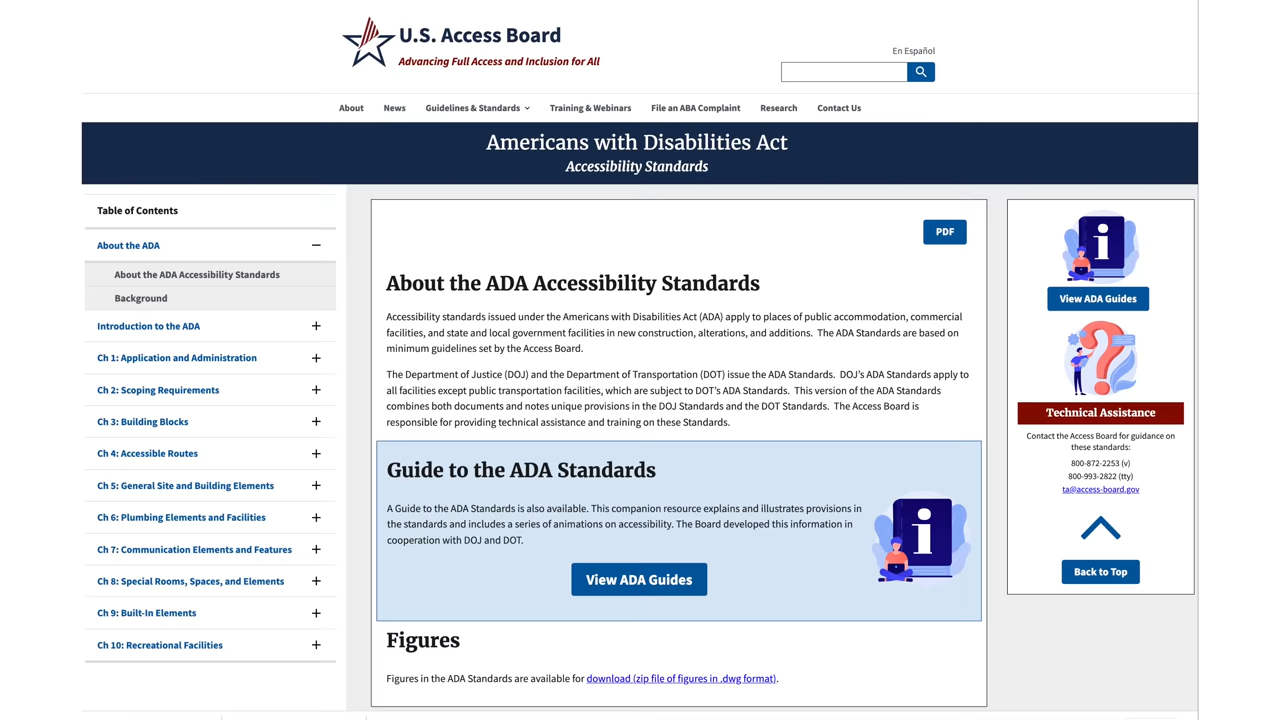 U.S. Access Board
Advancing Full Access and Inclusion for All
En Español
About News Guidelines & Standards Training & Webinars File an ABA Complaint Research Contact Us
Americans with Disabilities Act
Accessibility Standards
Table of Contents
About the ADA
About the ADA Accessibility Standards
Background
Introduction to the ADA
Ch 1: Application and Administration
Ch 2: Scoping Requirements
Ch 3: Building Blocks
Ch 4: Accessible Routes
Ch 5: General Site and Building Elements
Ch 6: Plumbing Elements and Facilities
Ch 7: Communication Elements and Features
Ch 8: Special Rooms, Spaces, and Elements
Ch 9: Built-In Elements
Ch 10: Recreational Facilities
PDF
About the ADA Accessibility Standards
Accessibility standards issued under the Americans with Disabilities Act (ADA) apply to places of public accommodation, commercial
facilities, and state and local government facilities in new construction, alterations, and additions. The ADA Standards are based on
minimum guidelines set by the Access Board.
The Department of Justice (DOJ) and the Department of Transportation (DOT) issue the ADA Standards. DOJ's ADA Standards apply to
all facilities except public transportation facilities, which are subject to DOT's ADA Standards. This version of the ADA Standards
combines both documents and notes unique provisions in the DOJ Standards and the DOT Standards. The Access Board is
responsible for providing technical assistance and training on these Standards.
Guide to the ADA Standards
A Guide to the ADA Standards is also available. This companion resource explains and illustrates provisions in
the standards and includes a series of animations on accessibility. The Board developed this information in
cooperation with DOJ and DOT.
View ADA Guides
Figures
Figures in the ADA Standards are available for download (zip file of figures in .dwg format).
View ADA Guides
Technical Assistance
Contact the Access Board for guidance on
these standards:
800-872-2253 (v)
800-993-2822 (tty)
ta@access-board.gov
Back to Top